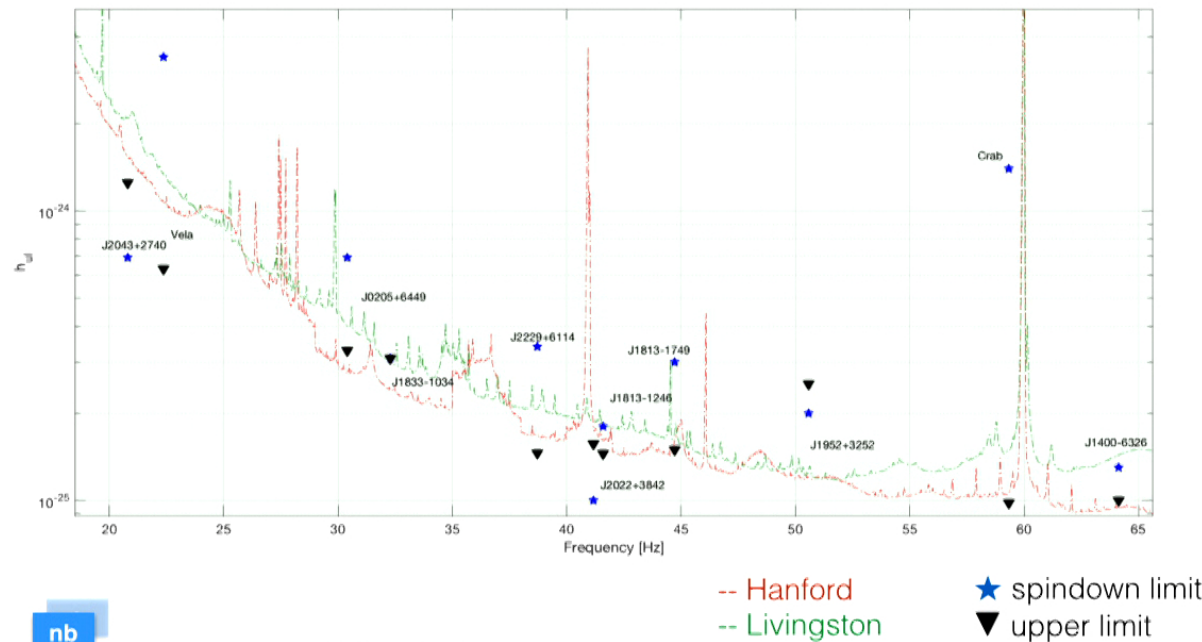 Crab
10⁻²⁴
Vela
J2043+2740
h_ul
J0205+6449
J2229+6114
J1813-1749
J1833-1034
J1813-1246
J1952+3252
J1400-6326
J2022+3842
10⁻²⁵
20 25 30 35 40 45 50 55 60 65
Frequency [Hz]
-- Hanford ★ spindown limit
-- Livingston ▼ upper limit
nb